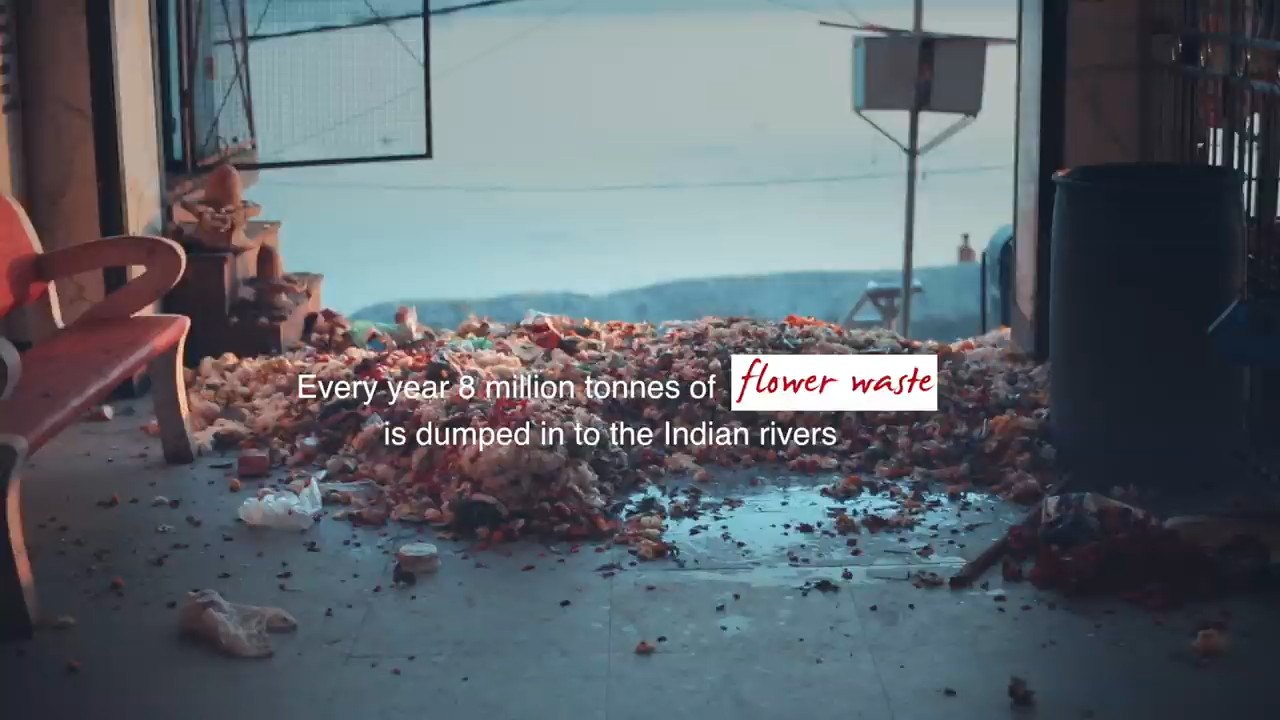 Every year 8 million tonnes of flower waste
is dumped in to the Indian rivers